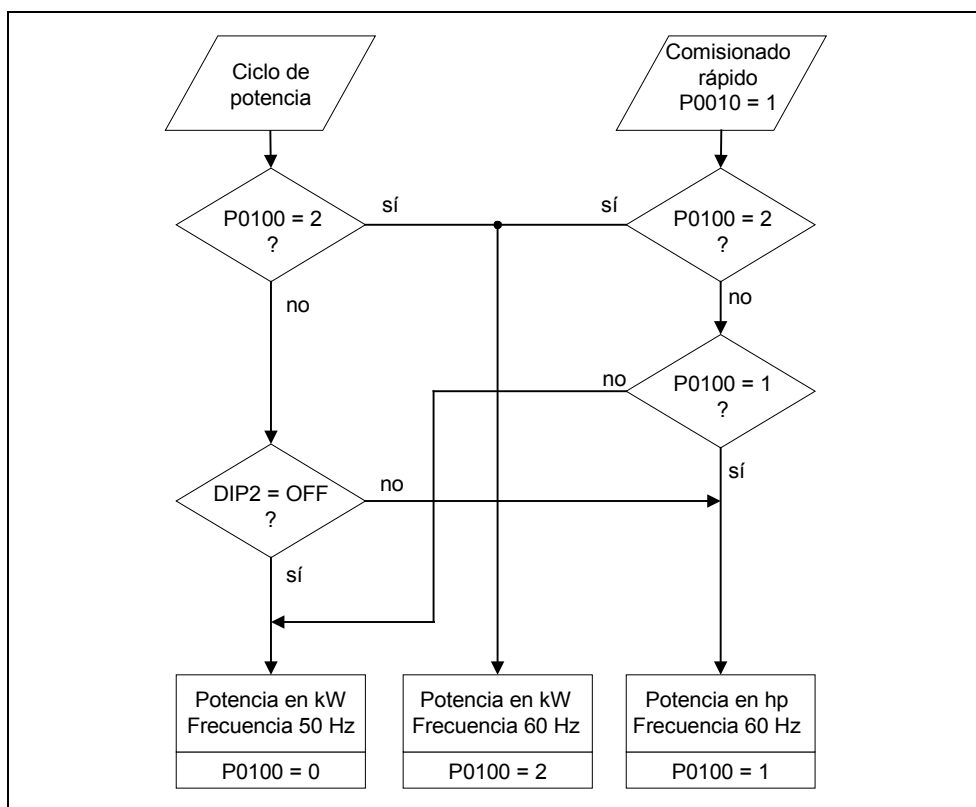 Ciclo de
potencia
Comisionado
rápido
P0010 = 1
P0100 = 2
?
sí
sí
P0100 = 2
?
no
no
no
P0100 = 1
?
DIP2 = OFF
?
no
sí
sí
Potencia en kW
Frecuencia 50 Hz
P0100 = 0
Potencia en kW
Frecuencia 60 Hz
P0100 = 2
Potencia en hp
Frecuencia 60 Hz
P0100 = 1